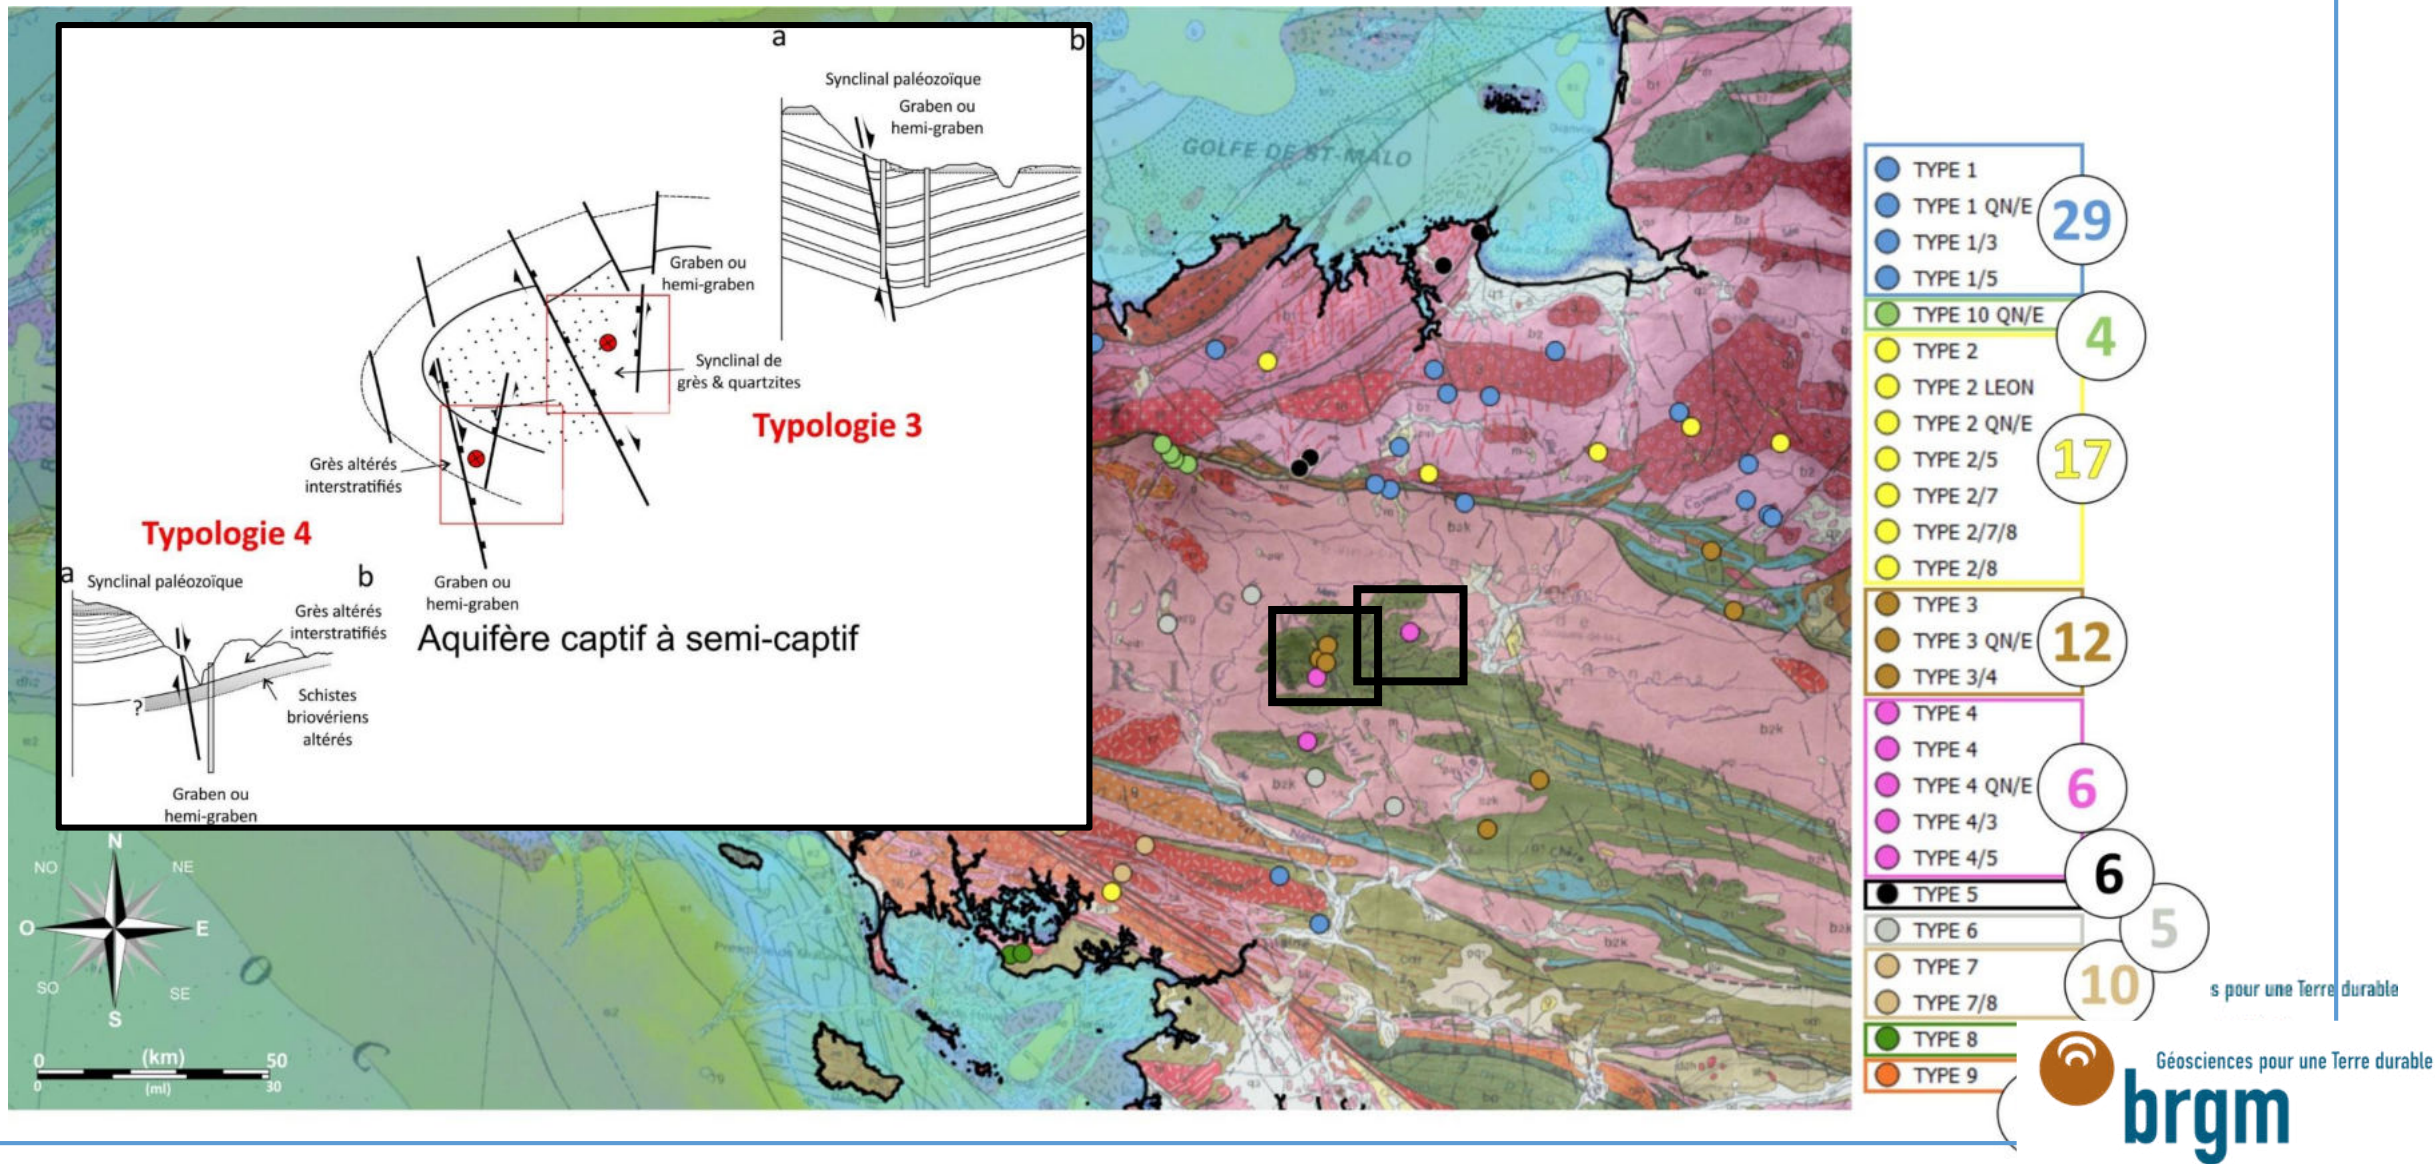 a
b
Synclinal paléozoïque
Graben ou
hemi-graben
Graben ou
hemi-graben
Synclinal de
grès & quartzites
Typologie 3
Grès altérés
interstratifiés
Typologie 4
a
b
Synclinal paléozoïque
Grès altérés
interstratifiés
Schistes
briovériens
altérés
?
Graben ou
hemi-graben
Graben ou
hemi-graben
Aquifère captif à semi-captif
GOLFE DE ST-MALO
N
NO
NE
O
E
SO
SE
S
0
(km)
50
0
(ml)
30
O
C
TYPE 1
TYPE 1 QN/E
TYPE 1/3
TYPE 1/5
29
TYPE 10 QN/E
4
TYPE 2
TYPE 2 LEON
TYPE 2 QN/E
TYPE 2/5
TYPE 2/7
TYPE 2/7/8
TYPE 2/8
17
TYPE 3
TYPE 3 QN/E
TYPE 3/4
12
TYPE 4
TYPE 4
TYPE 4 QN/E
TYPE 4/3
TYPE 4/5
6
TYPE 5
6
TYPE 6
5
TYPE 7
TYPE 7/8
10
TYPE 8
TYPE 9
s pour une Terre durable
Géosciences pour une Terre durable
brgm